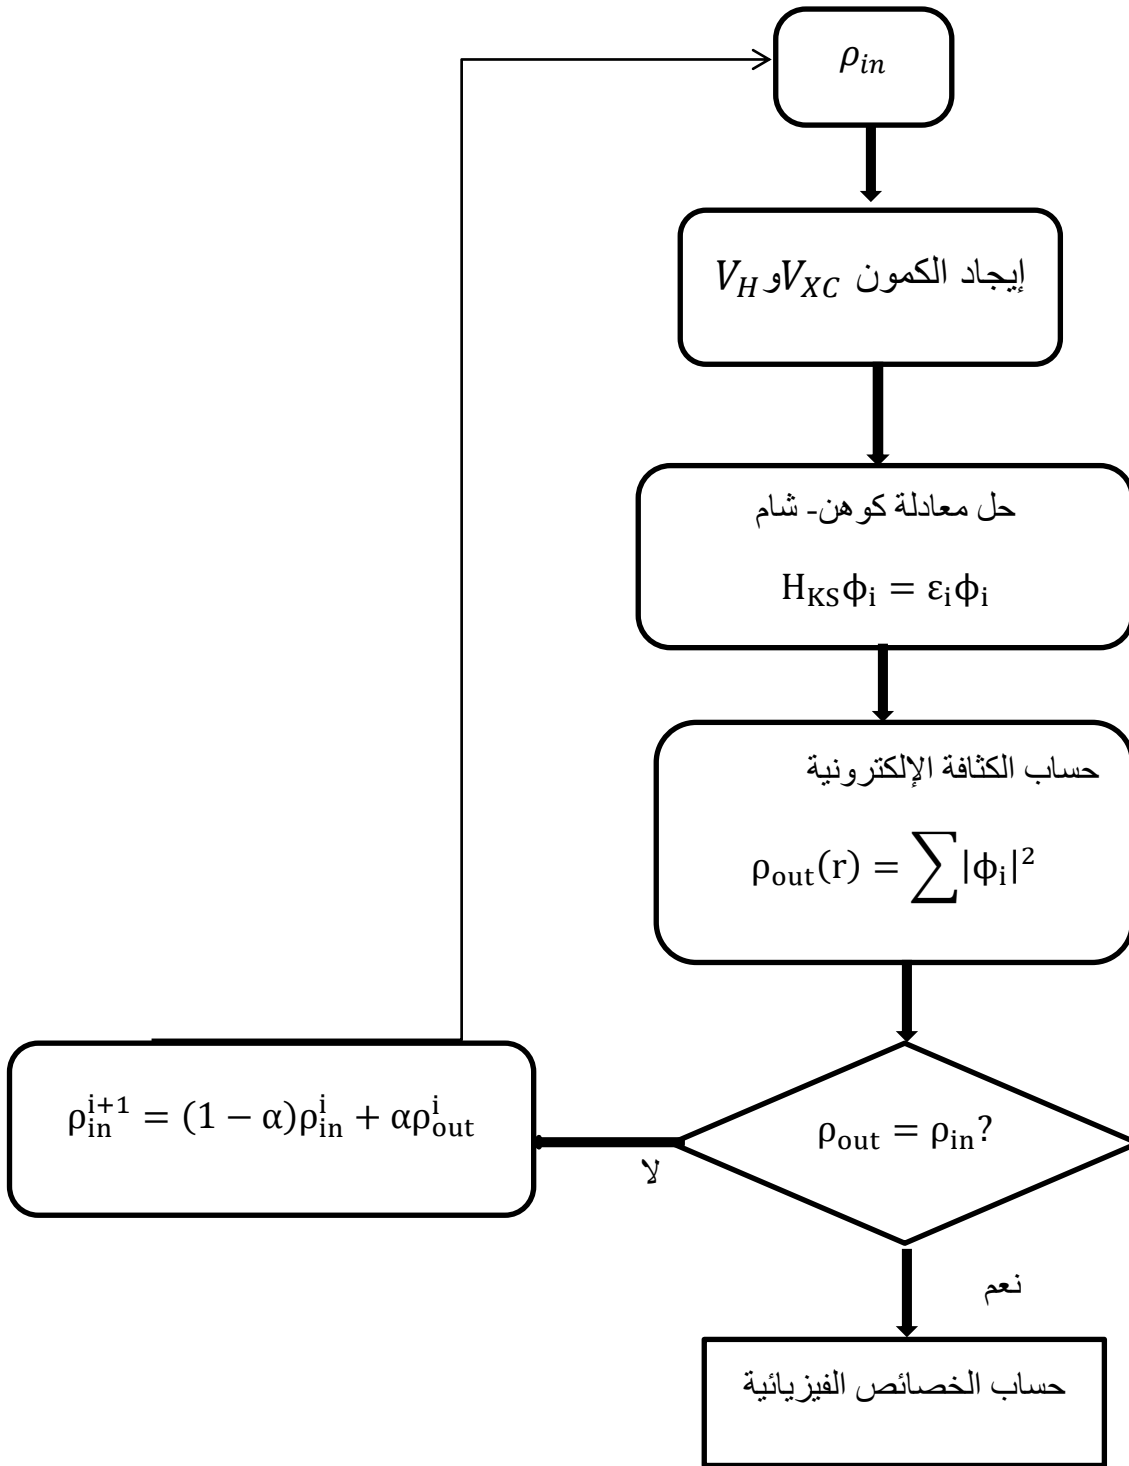 ρ_in
إيجاد الكمون V_XC و V_H
حل معادلة كوهن- شام
H_KS ϕ_i = ε_i ϕ_i
حساب الكثافة الإلكترونية
ρ_out(r) = ∑|ϕ_i|²
ρ_in^{i+1} = (1 − α)ρ_in^i + αρ_out^i
ρ_out = ρ_in?
لا
نعم
حساب الخصائص الفيزيائية